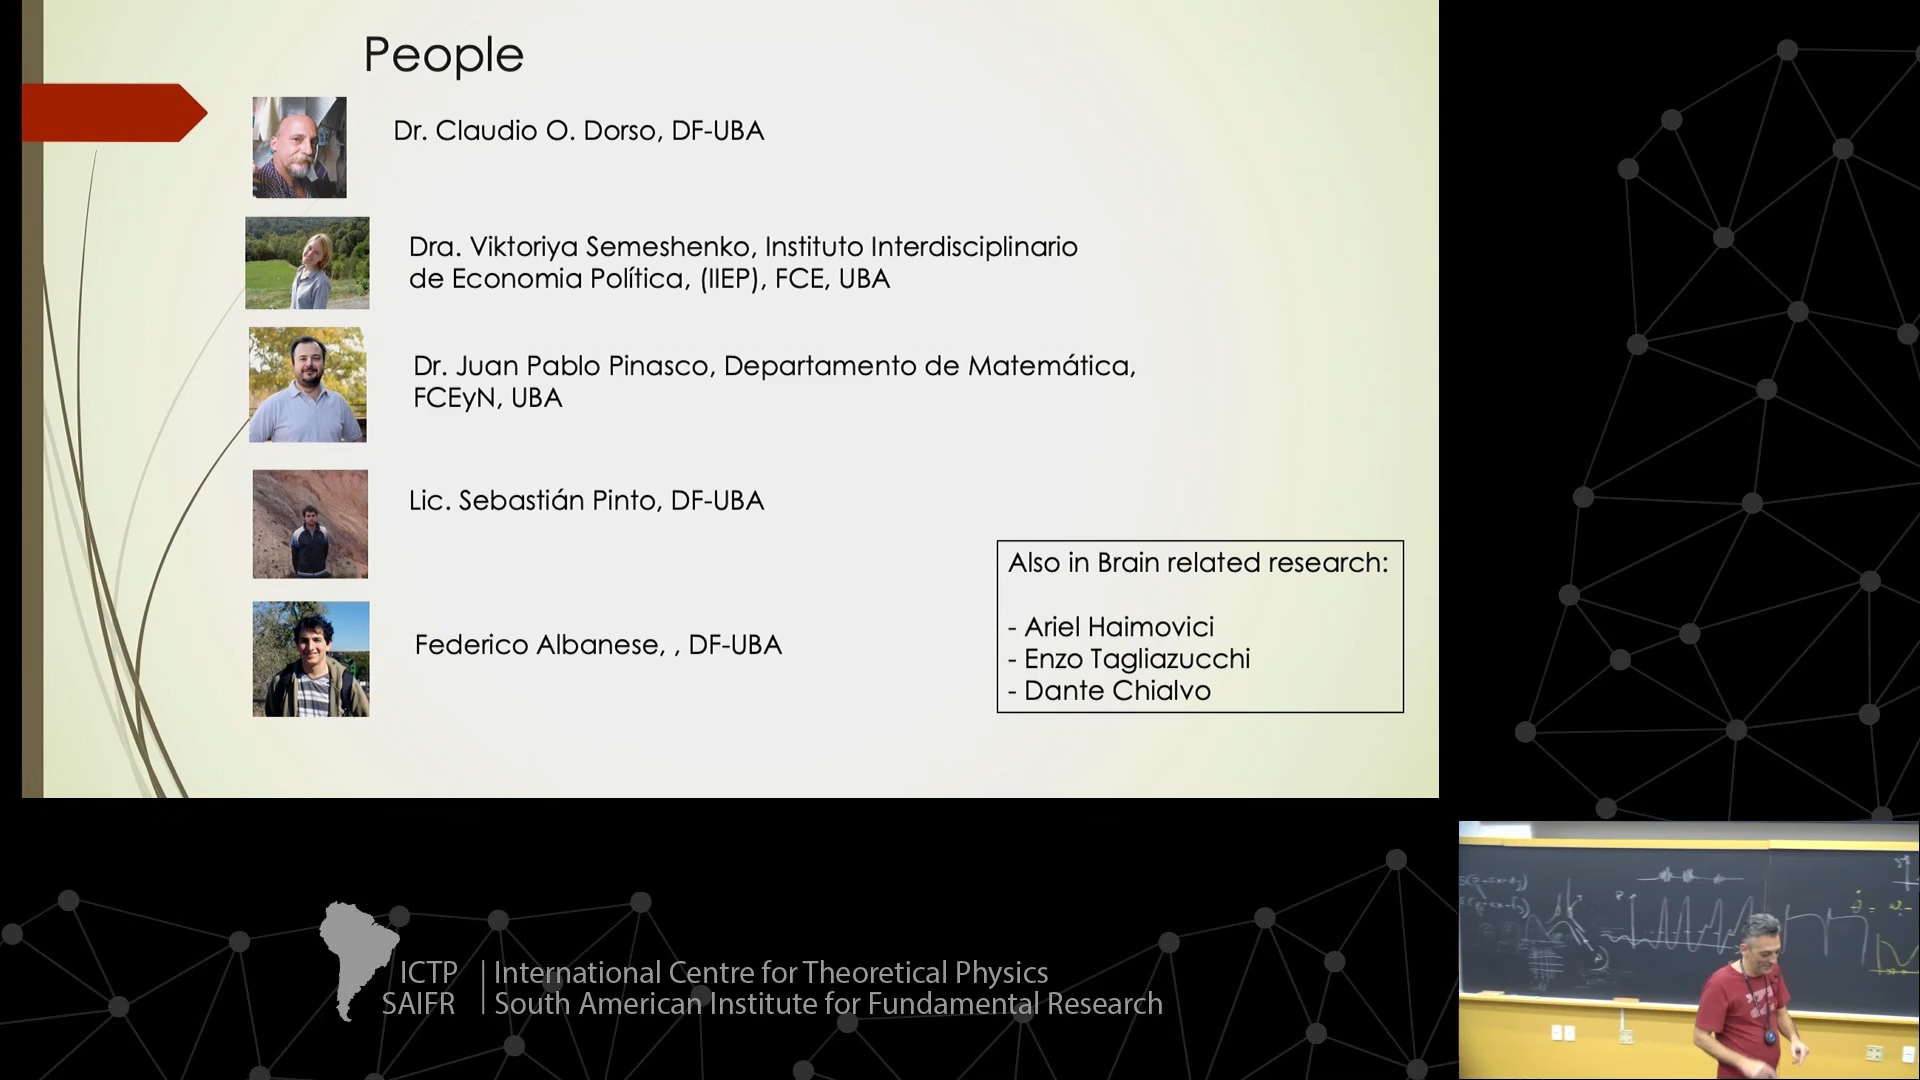 People
Dr. Claudio O. Dorso, DF-UBA
Dra. Viktoriya Semeshenko, Instituto Interdisciplinario
de Economia Política, (IIEP), FCE, UBA
Dr. Juan Pablo Pinasco, Departamento de Matemática,
FCEyN, UBA
Lic. Sebastián Pinto, DF-UBA
Federico Albanese, , DF-UBA
Also in Brain related research:
- Ariel Haimovici
- Enzo Tagliazucchi
- Dante Chialvo
ICTP
SAIFR
International Centre for Theoretical Physics
South American Institute for Fundamental Research